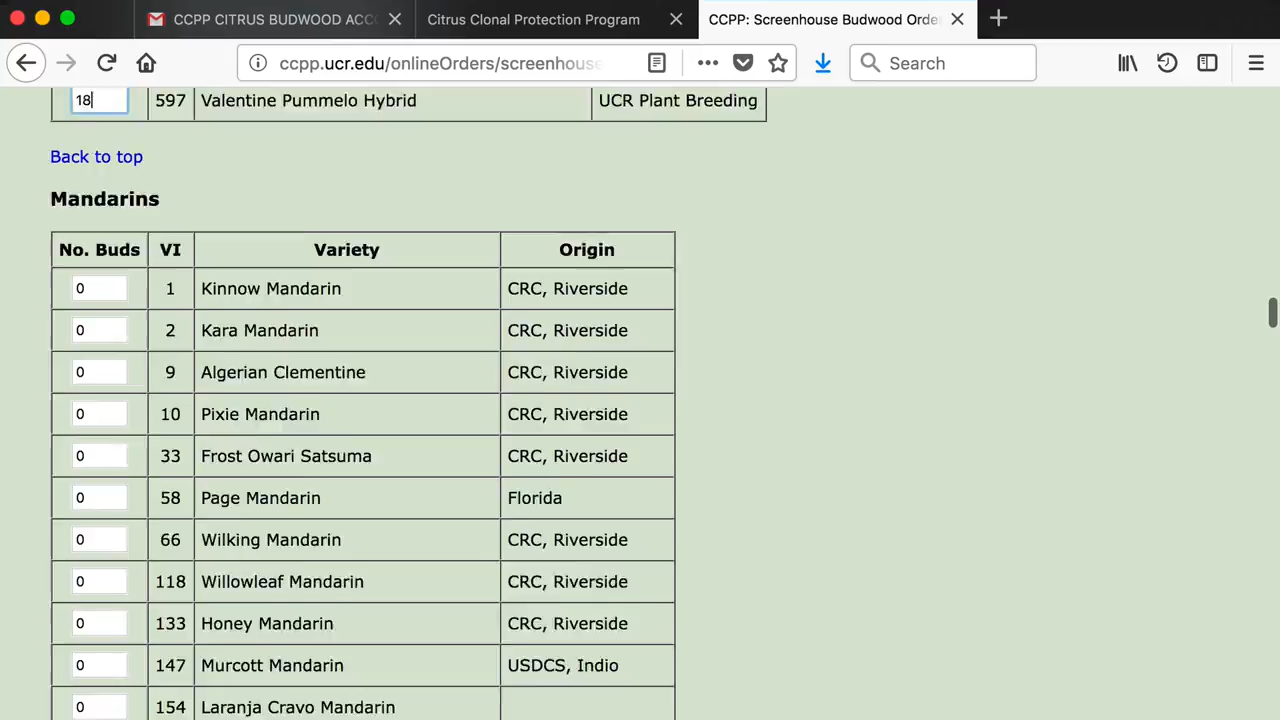 CCPP CITRUS BUDWOOD ACCO
Citrus Clonal Protection Program
CCPP: Screenhouse Budwood Orde
ccpp.ucr.edu/onlineOrders/screenhouse
Search
18 597 Valentine Pummelo Hybrid UCR Plant Breeding
Back to top
Mandarins
No. Buds VI Variety Origin
0 1 Kinnow Mandarin CRC, Riverside
0 2 Kara Mandarin CRC, Riverside
0 9 Algerian Clementine CRC, Riverside
0 10 Pixie Mandarin CRC, Riverside
0 33 Frost Owari Satsuma CRC, Riverside
0 58 Page Mandarin Florida
0 66 Wilking Mandarin CRC, Riverside
0 118 Willowleaf Mandarin CRC, Riverside
0 133 Honey Mandarin CRC, Riverside
0 147 Murcott Mandarin USDCS, Indio
0 154 Laranja Cravo Mandarin